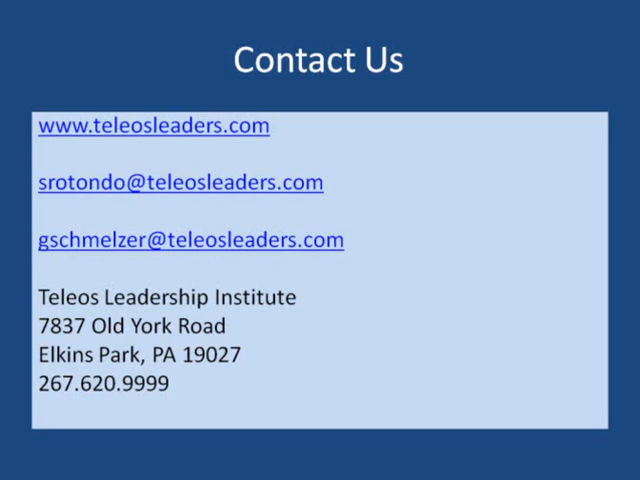 Contact Us
www.teleosleaders.com
srotondo@teleosleaders.com
gschmelzer@teleosleaders.com
Teleos Leadership Institute
7837 Old York Road
Elkins Park, PA 19027
267.620.9999